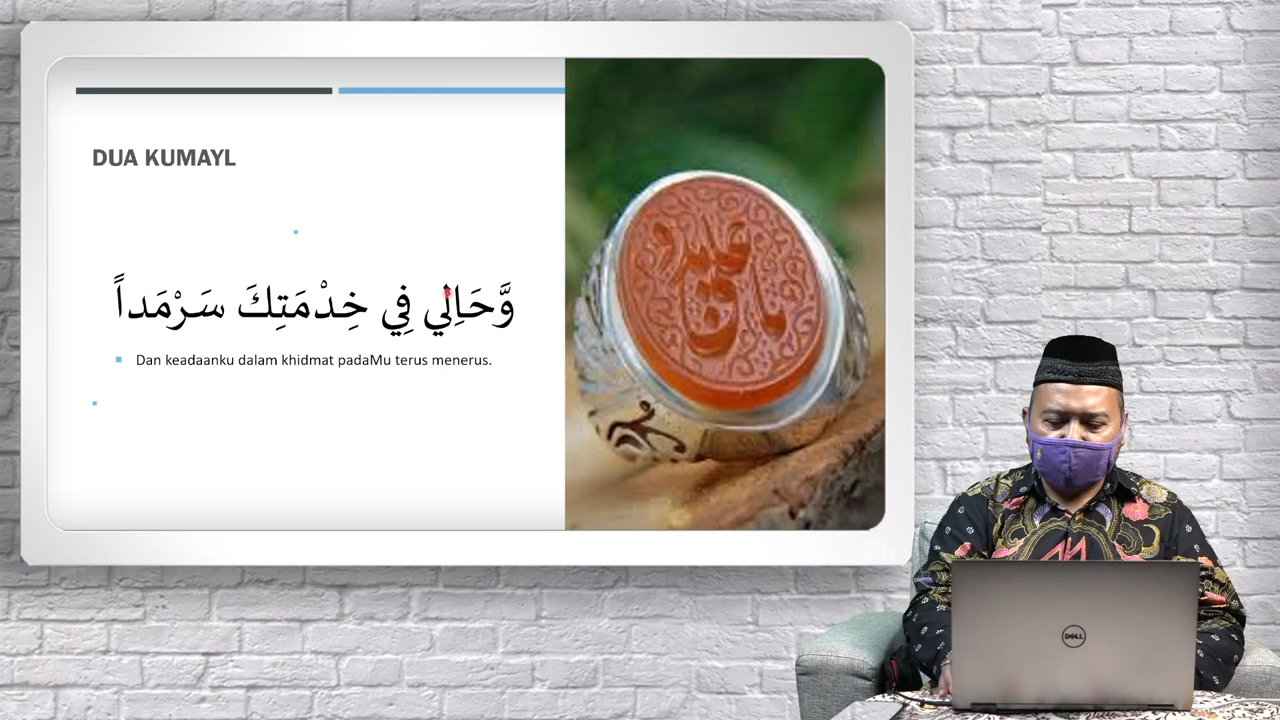 DUA KUMAYL
وَّحَالِي فِي خِدْمَتِكَ سَرْمَداً
Dan keadaanku dalam khidmat padaMu terus menerus.
DELL